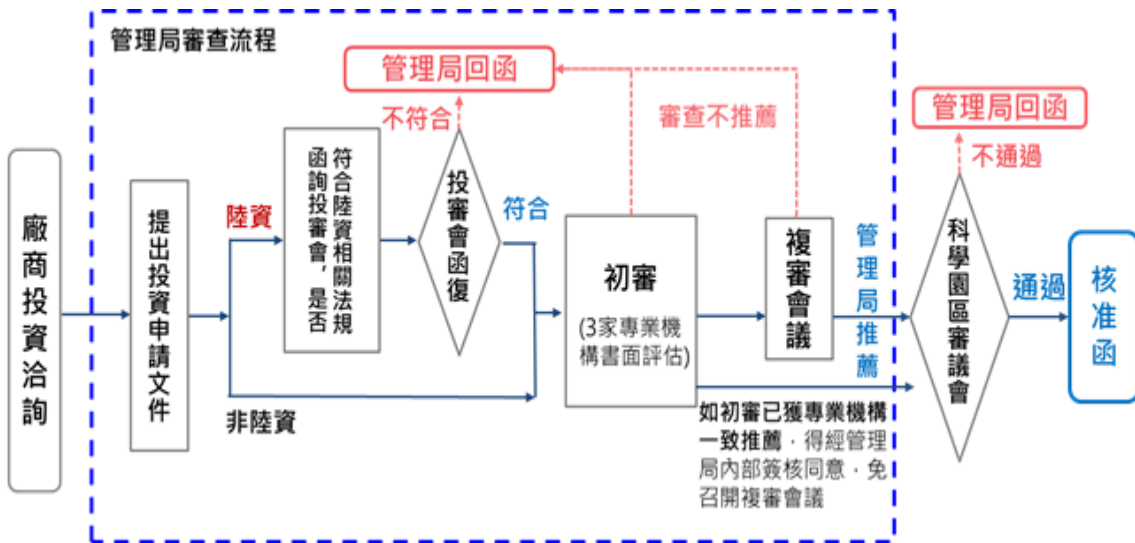 管理局審查流程
管理局回函
不符合
審查不推薦
管理局回函
不通過
廠商投資洽詢
提出投資申請文件
陸資
非陸資
函詢投審會，是否
符合陸資相關法規
投審會函復
符合
初審
(3家專業機
構書面評估)
複審會議
管理局推薦
如初審已獲專業機構
一致推薦，得經管理
局內部簽核同意，免
召開複審會議
科學園區審議會
通過
核准函